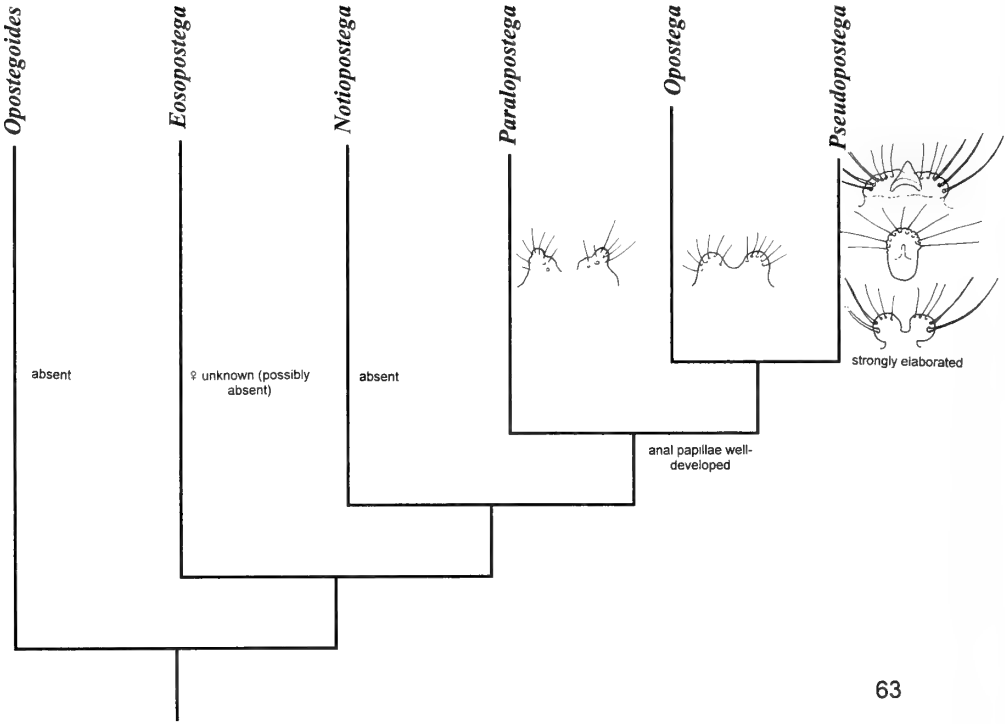 Opostegoides
Eosopostega
Notiopostega
Paralopostega
Opostega
Pseudopostega
absent
♀ unknown (possibly
absent)
absent
strongly elaborated
anal papillae well-
developed
63